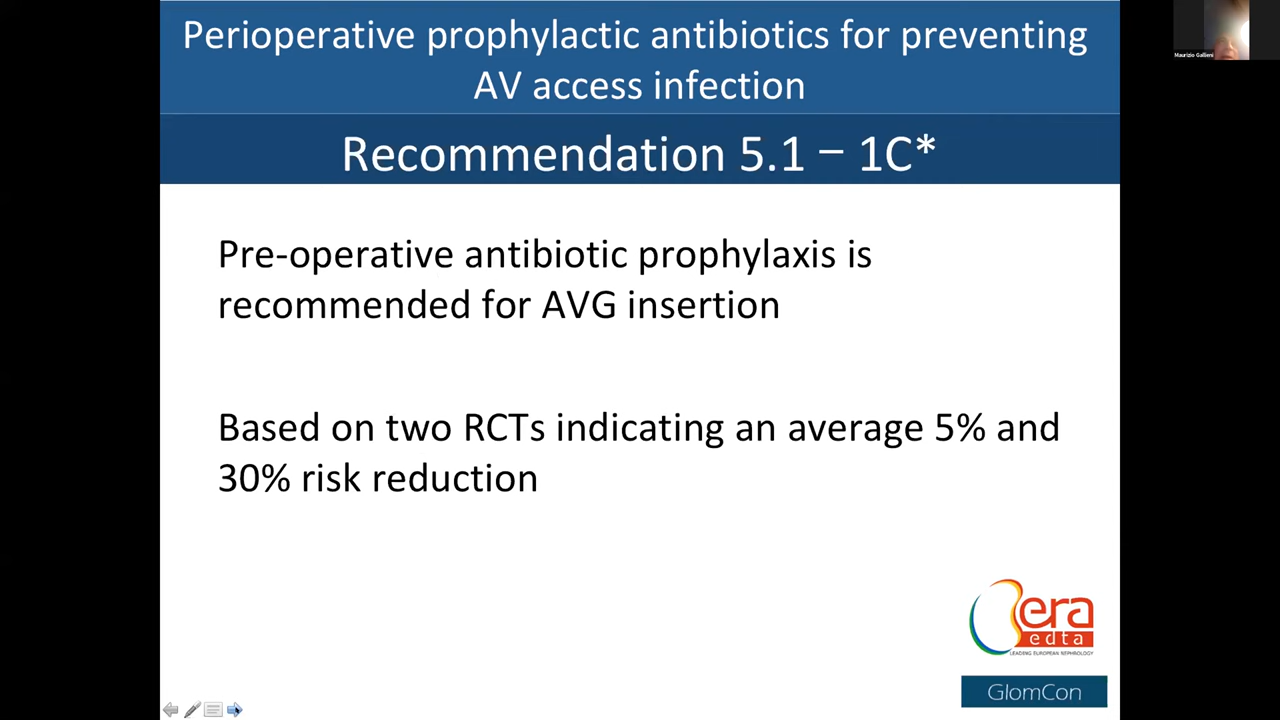 Perioperative prophylactic antibiotics for preventing
AV access infection
Maurizio Gallieni
Recommendation 5.1 – 1C*
Pre-operative antibiotic prophylaxis is
recommended for AVG insertion
Based on two RCTs indicating an average 5% and
30% risk reduction
era
edta
LEADING EUROPEAN NEPHROLOGY
GlomCon